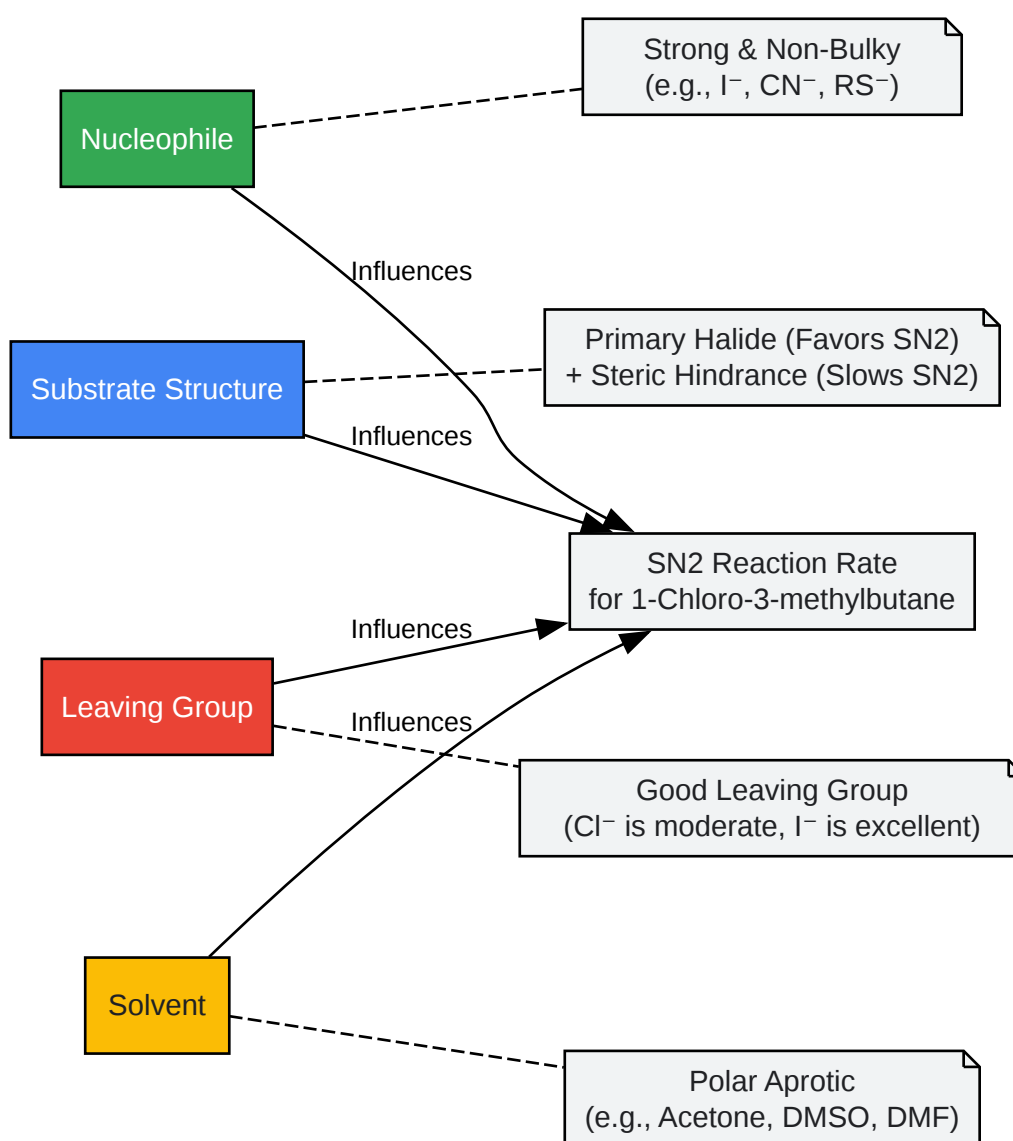 Strong & Non-Bulky
(e.g., I⁻, CN⁻, RS⁻)
Nucleophile
Influences
Primary Halide (Favors SN2)
+ Steric Hindrance (Slows SN2)
Substrate Structure
Influences
SN2 Reaction Rate
for 1-Chloro-3-methylbutane
Influences
Leaving Group
Influences
Good Leaving Group
(Cl⁻ is moderate, I⁻ is excellent)
Solvent
Polar Aprotic
(e.g., Acetone, DMSO, DMF)